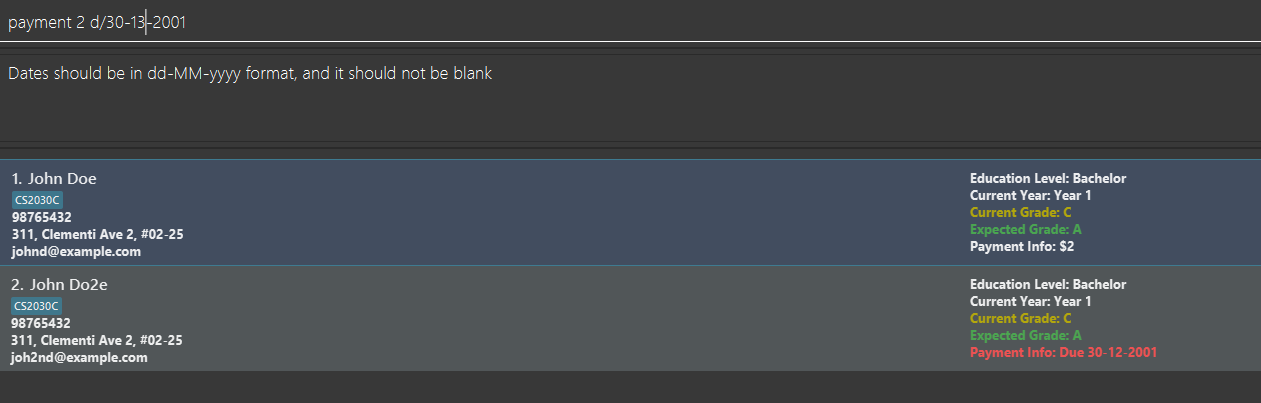 payment 2 d/30-13-2001
Dates should be in dd-MM-yyyy format, and it should not be blank
1. John Doe
CS2030C
98765432
311, Clementi Ave 2, #02-25
johnd@example.com
Education Level: Bachelor
Current Year: Year 1
Current Grade: C
Expected Grade: A
Payment Info: $2
2. John Do2e
CS2030C
98765432
311, Clementi Ave 2, #02-25
joh2nd@example.com
Education Level: Bachelor
Current Year: Year 1
Current Grade: C
Expected Grade: A
Payment Info: Due 30-12-2001